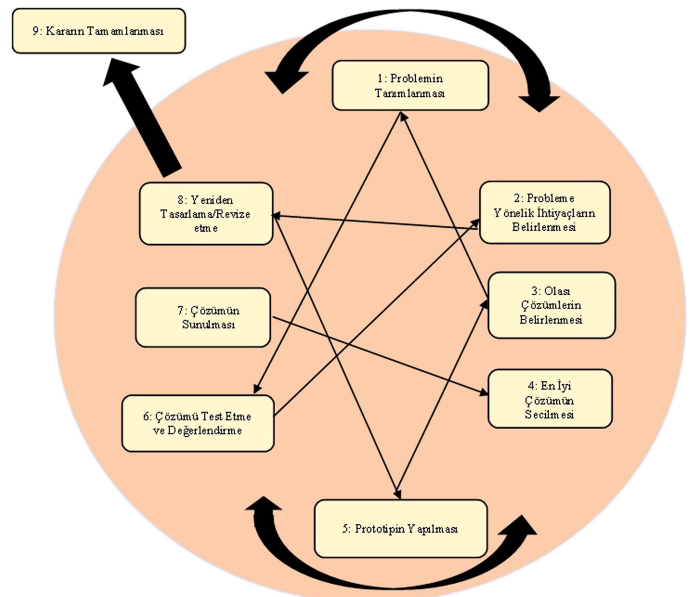 9: Kararın Tamamlanması
1: Problemin
Tanımlanması
8: Yeniden
Tasarlama/Revize
etme
2: Probleme
Yönelik İhtiyaçların
Belirlenmesi
7: Çözümün
Sunulması
3: Olası
Çözümlerin
Belirlenmesi
6: Çözümü Test Etme
ve Değerlendirme
4: En İyi
Çözümün
Secilmesi
5: Prototipin Yapılması